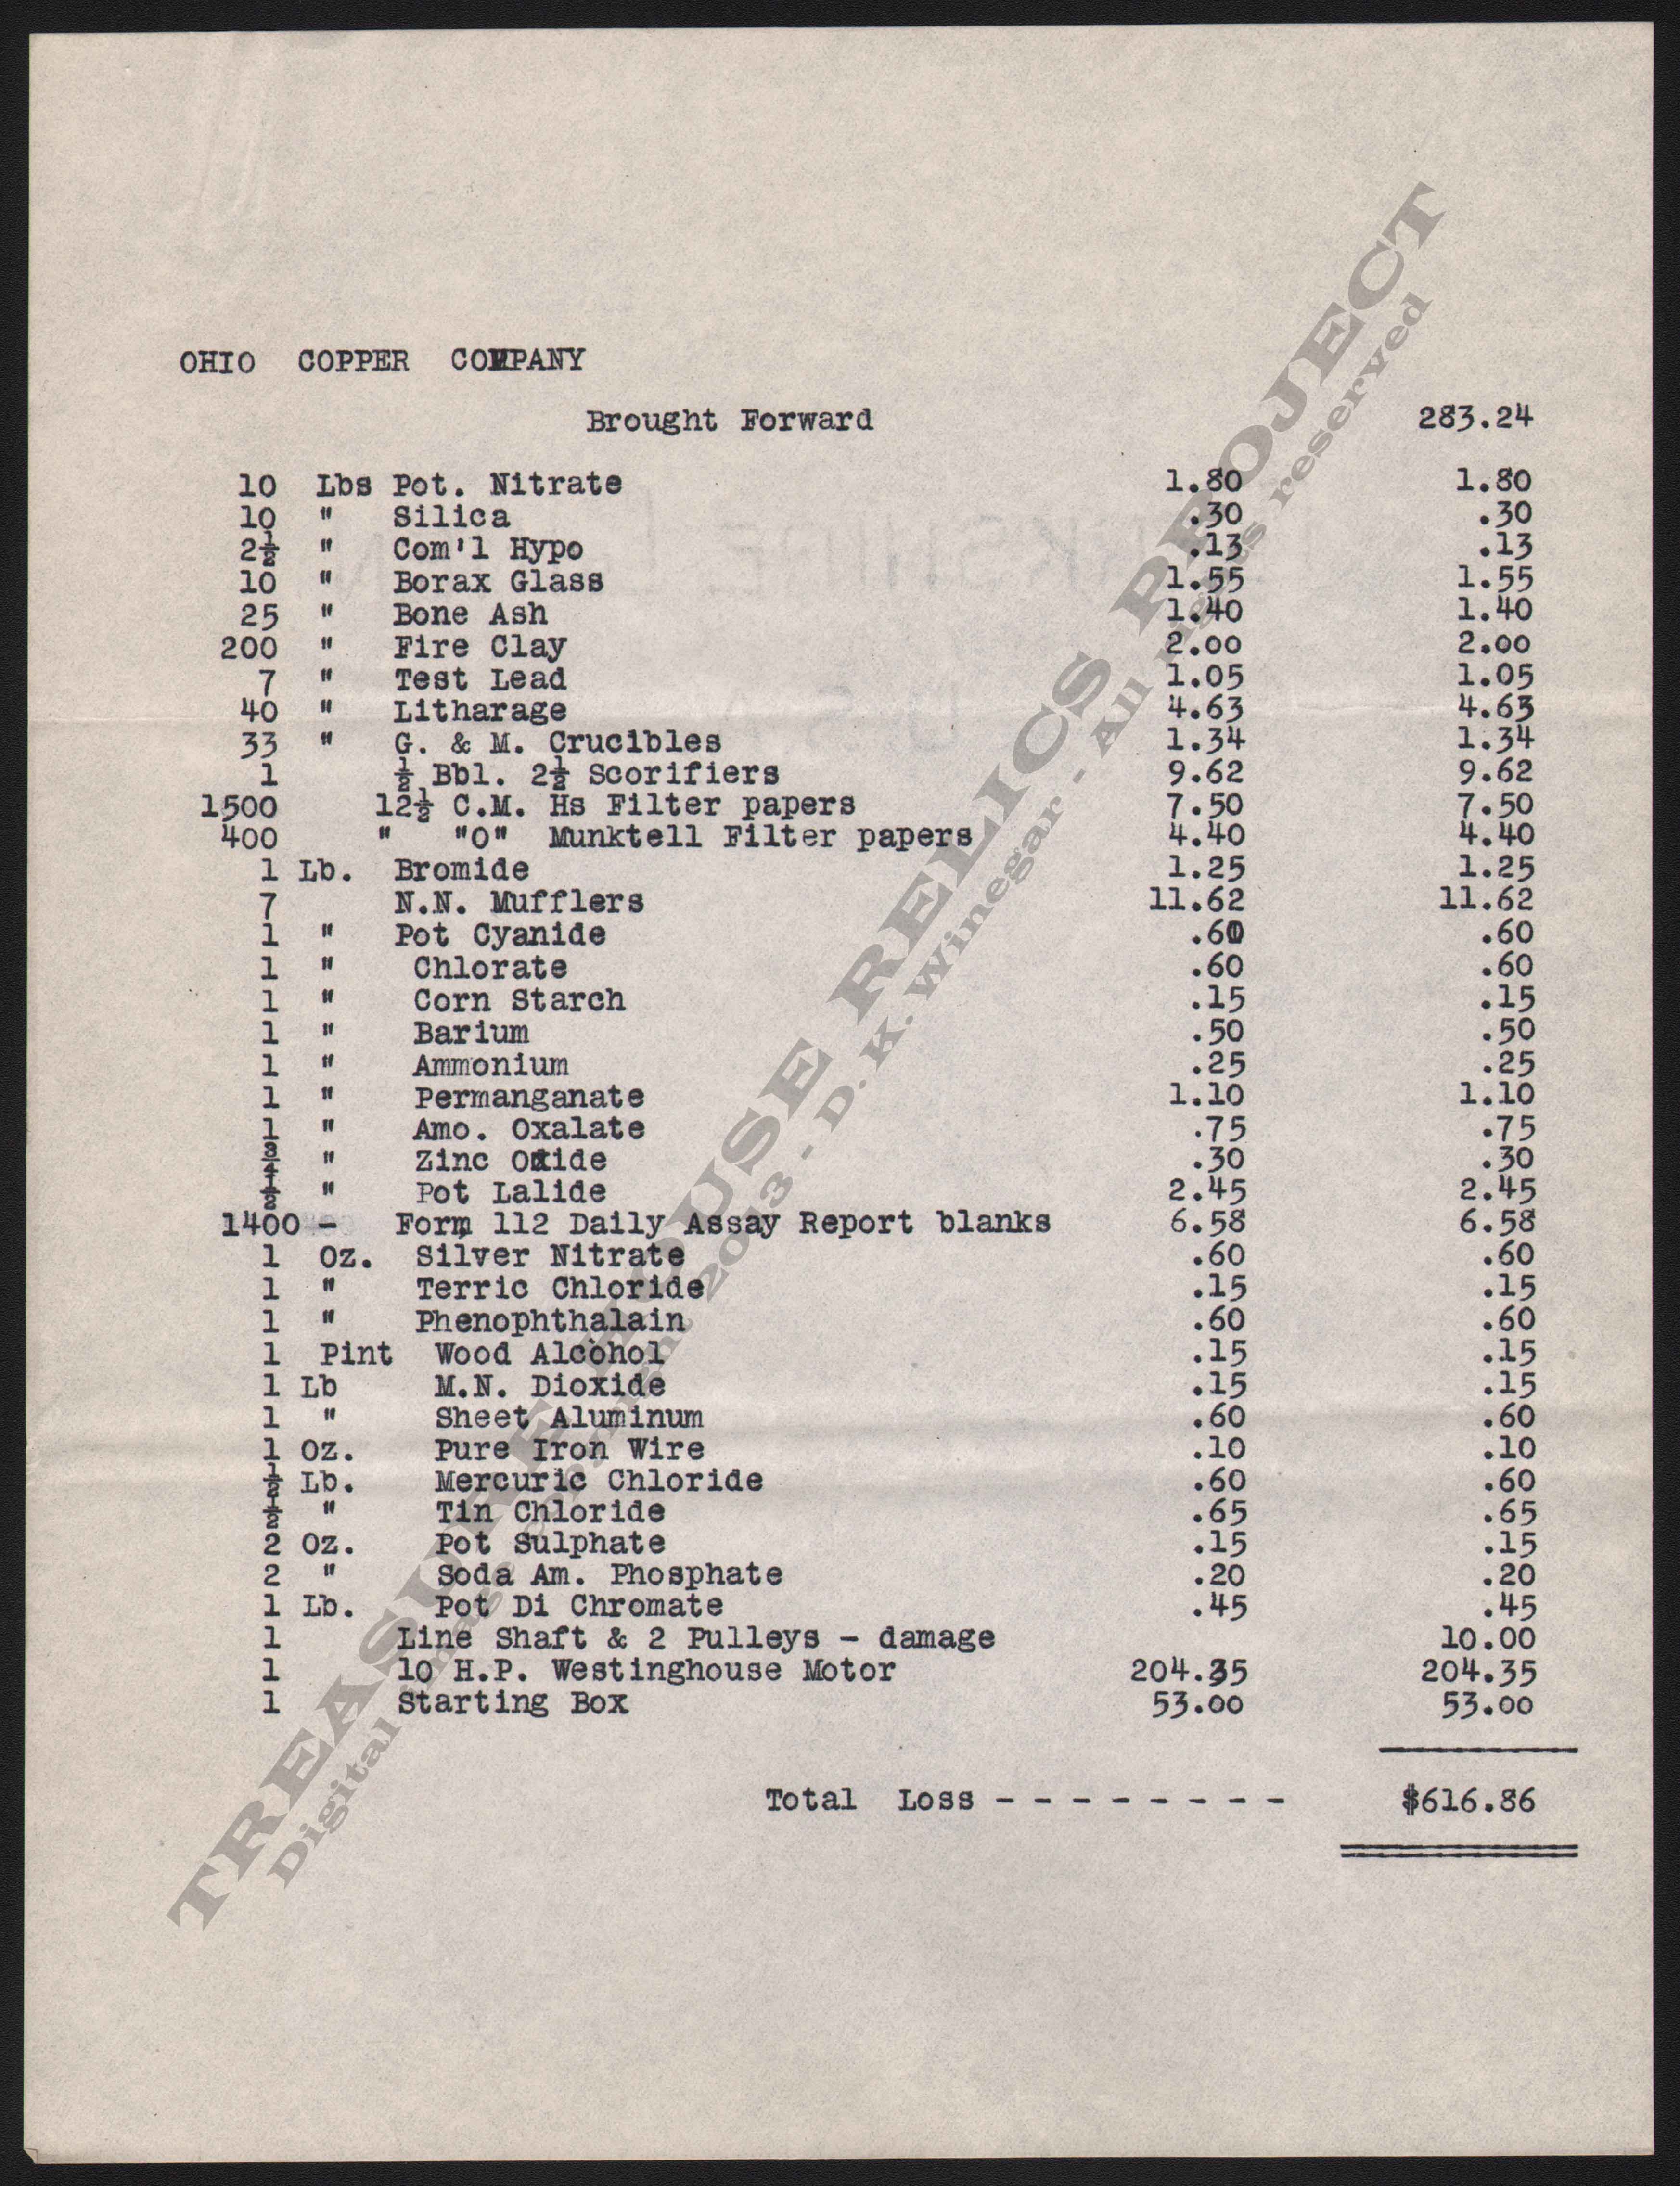 OHIO COPPER COMPANY
Brought Forward 283.24
10 Lbs Pot. Nitrate 1.80 1.80
10 " Silica .30 .30
2½ " Com'l Hypo .13 .13
10 " Borax Glass 1.55 1.55
25 " Bone Ash 1.40 1.40
200 " Fire Clay 2.00 2.00
7 " Test Lead 1.05 1.05
40 " Litharage 4.63 4.63
33 " G. & M. Crucibles 1.34 1.34
1 ½ Bbl. 2½ Scorifiers 9.62 9.62
1500 12½ C.M. Hs Filter papers 7.50 7.50
400 " "O" Munktell Filter papers 4.40 4.40
1 Lb. Bromide 1.25 1.25
7 N.N. Mufflers 11.62 11.62
1 " Pot Cyanide .60 .60
1 " Chlorate .60 .60
1 " Corn Starch .15 .15
1 " Barium .50 .50
1 " Ammonium .25 .25
1 " Permanganate 1.10 1.10
1 " Amo. Oxalate .75 .75
¾ " Zinc Oxide .30 .30
½ " Pot Lalide 2.45 2.45
1400 - Form 112 Daily Assay Report blanks 6.58 6.58
1 Oz. Silver Nitrate .60 .60
1 " Terric Chloride .15 .15
1 " Phenophthalain .60 .60
1 Pint Wood Alcohol .15 .15
1 Lb M.N. Dioxide .15 .15
1 " Sheet Aluminum .60 .60
1 Oz. Pure Iron Wire .10 .10
½ Lb. Mercuric Chloride .60 .60
½ " Tin Chloride .65 .65
2 Oz. Pot Sulphate .15 .15
2 " Soda Am. Phosphate .20 .20
1 Lb. Pot Di Chromate .45 .45
1 Line Shaft & 2 Pulleys - damage 10.00
1 10 H.P. Westinghouse Motor 204.35 204.35
1 Starting Box 53.00 53.00
Total Loss - - - - - - - - $616.86
TREASURE HOUSE RELICS PROJECT
Digital Image Copyright 2013 - D. K. Winegar - All rights reserved